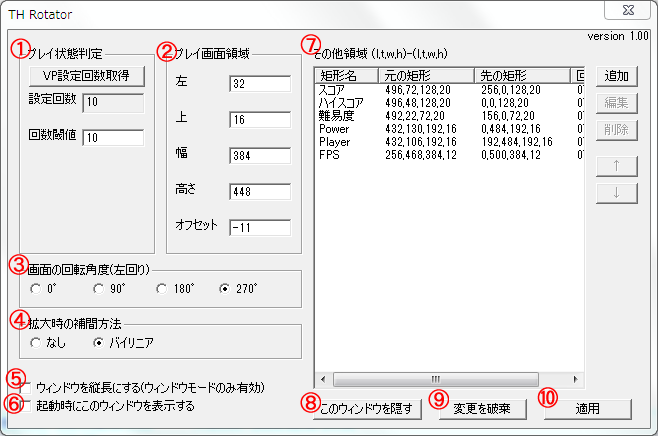 TH Rotator
version 1.00
① プレイ状態判定
VP設定回数取得
設定回数 10
回数閾値 10
② プレイ画面領域
左 32
上 16
幅 384
高さ 448
オフセット -11
③ 画面の回転角度(左回り)
0° 90° 180° 270°
④ 拡大時の補間方法
なし バイリニア
⑤ ウィンドウを縦長にする(ウィンドウモードのみ有効)
⑥ 起動時にこのウィンドウを表示する
⑦ その他領域 (l,t,w,h)-(l,t,w,h)
矩形名 元の矩形 先の矩形 回
スコア 496,72,128,20 256,0,128,20 0°
ハイスコア 496,48,128,20 0,0,128,20 0°
難易度 492,22,72,20 156,0,72,20 0°
Power 432,130,192,16 0,484,192,16 0°
Player 432,106,192,16 192,484,192,16 0°
FPS 256,468,384,12 0,500,384,12 0°
追加
編集
削除
↑
↓
⑧ このウィンドウを隠す
⑨ 変更を破棄
⑩ 適用